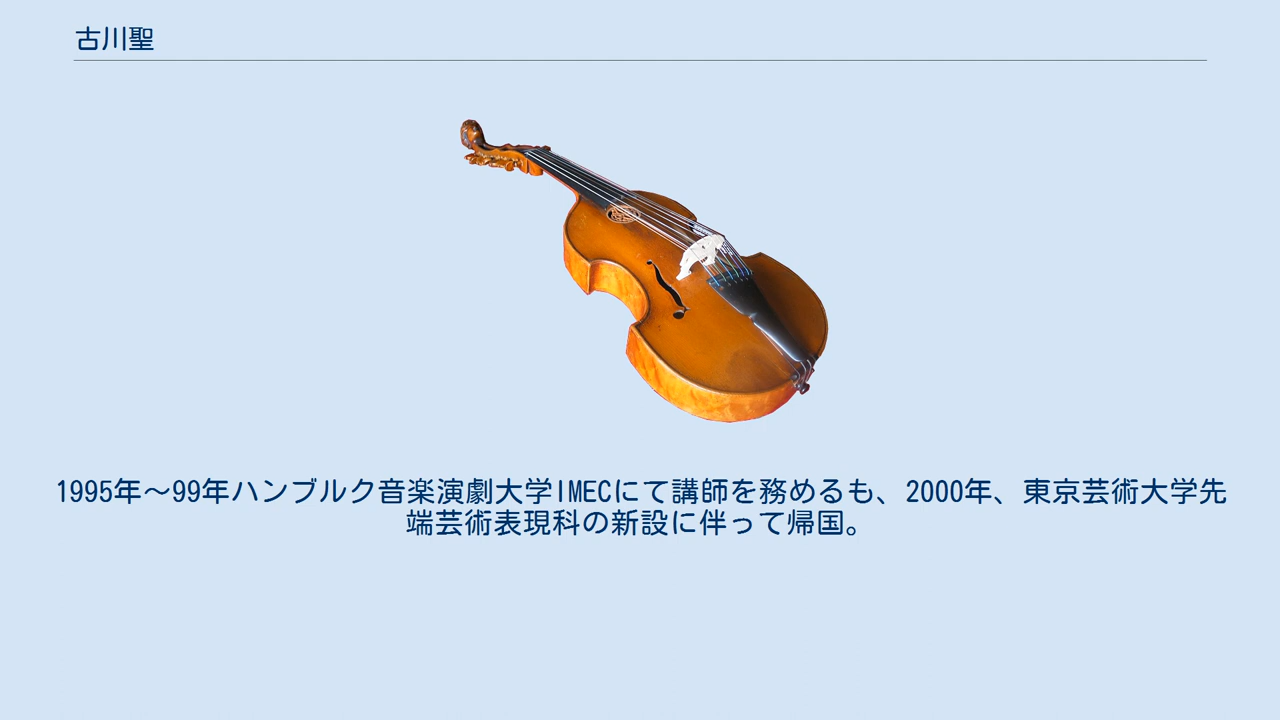 古川聖
1995年〜99年ハンブルク音楽演劇大学IMECにて講師を務めるも、2000年、東京芸術大学先
端芸術表現科の新設に伴って帰国。